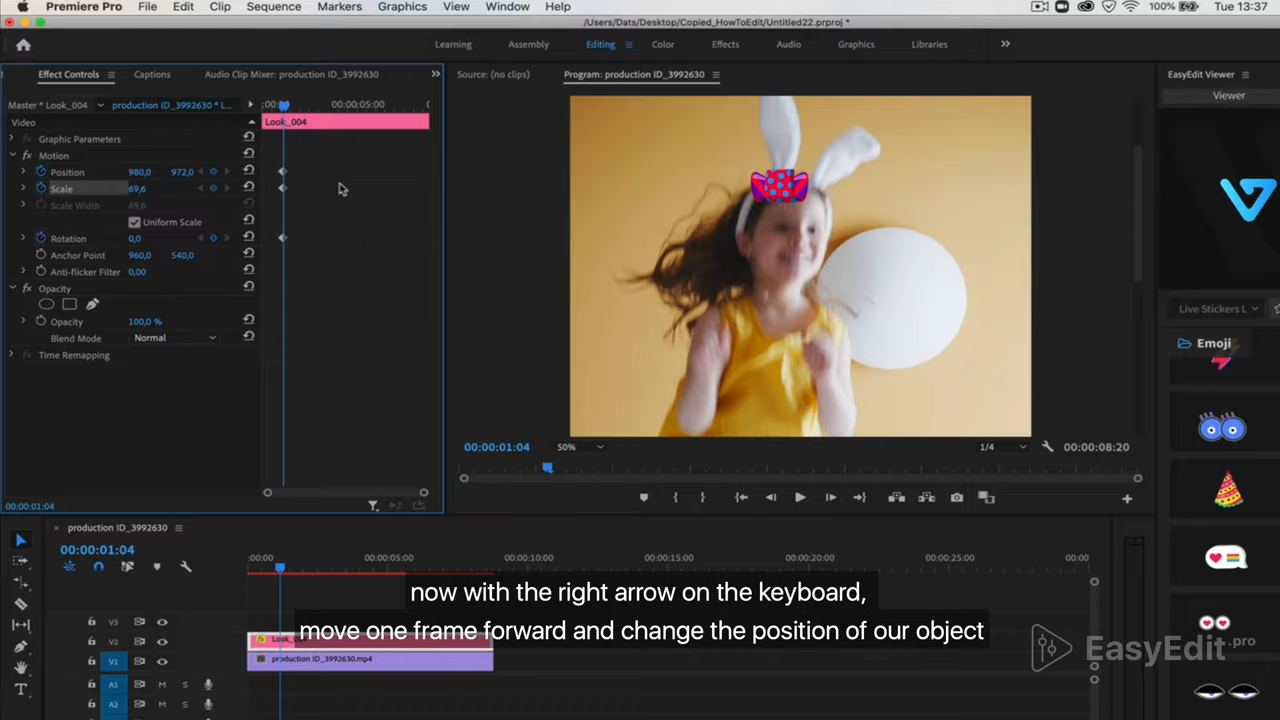 Premiere Pro File Edit Clip Sequence Markers Graphics View Window Help 100% Tue 13:37
/Users/Dats/Desktop/Copied_HowToEdit/Untitled22.prproj *
Learning Assembly Editing Color Effects Audio Graphics Libraries
Effect Controls Captions Audio Clip Mixer: production ID_3992630
Source: (no clips) Program: production ID_3992630
EasyEdit Viewer
Viewer
Master * Look_004 production ID_3992630 * L...
00:00:05:00
Video
Look_004
Graphic Parameters
fx Motion
Position 980,0 972,0
Scale 69,6
Scale Width 69,6
Uniform Scale
Rotation 0,0
Anchor Point 960,0 540,0
Anti-flicker Filter 0,00
fx Opacity
Opacity 100,0 %
Blend Mode Normal
Time Remapping
00:00:01:04
00:00:01:04 50% 1/4 00:00:08:20
Live Stickers L
Emoji
production ID_3992630
00:00:01:04
:00:00 00:00:05:00 00:00:10:00 00:00:15:00 00:00:20:00 00:00:25:00 00:00
now with the right arrow on the keyboard,
move one frame forward and change the position of our object
V3
V2
V1 production ID_3992630.mp4
A1 M S
A2 M S
EasyEdit.pro